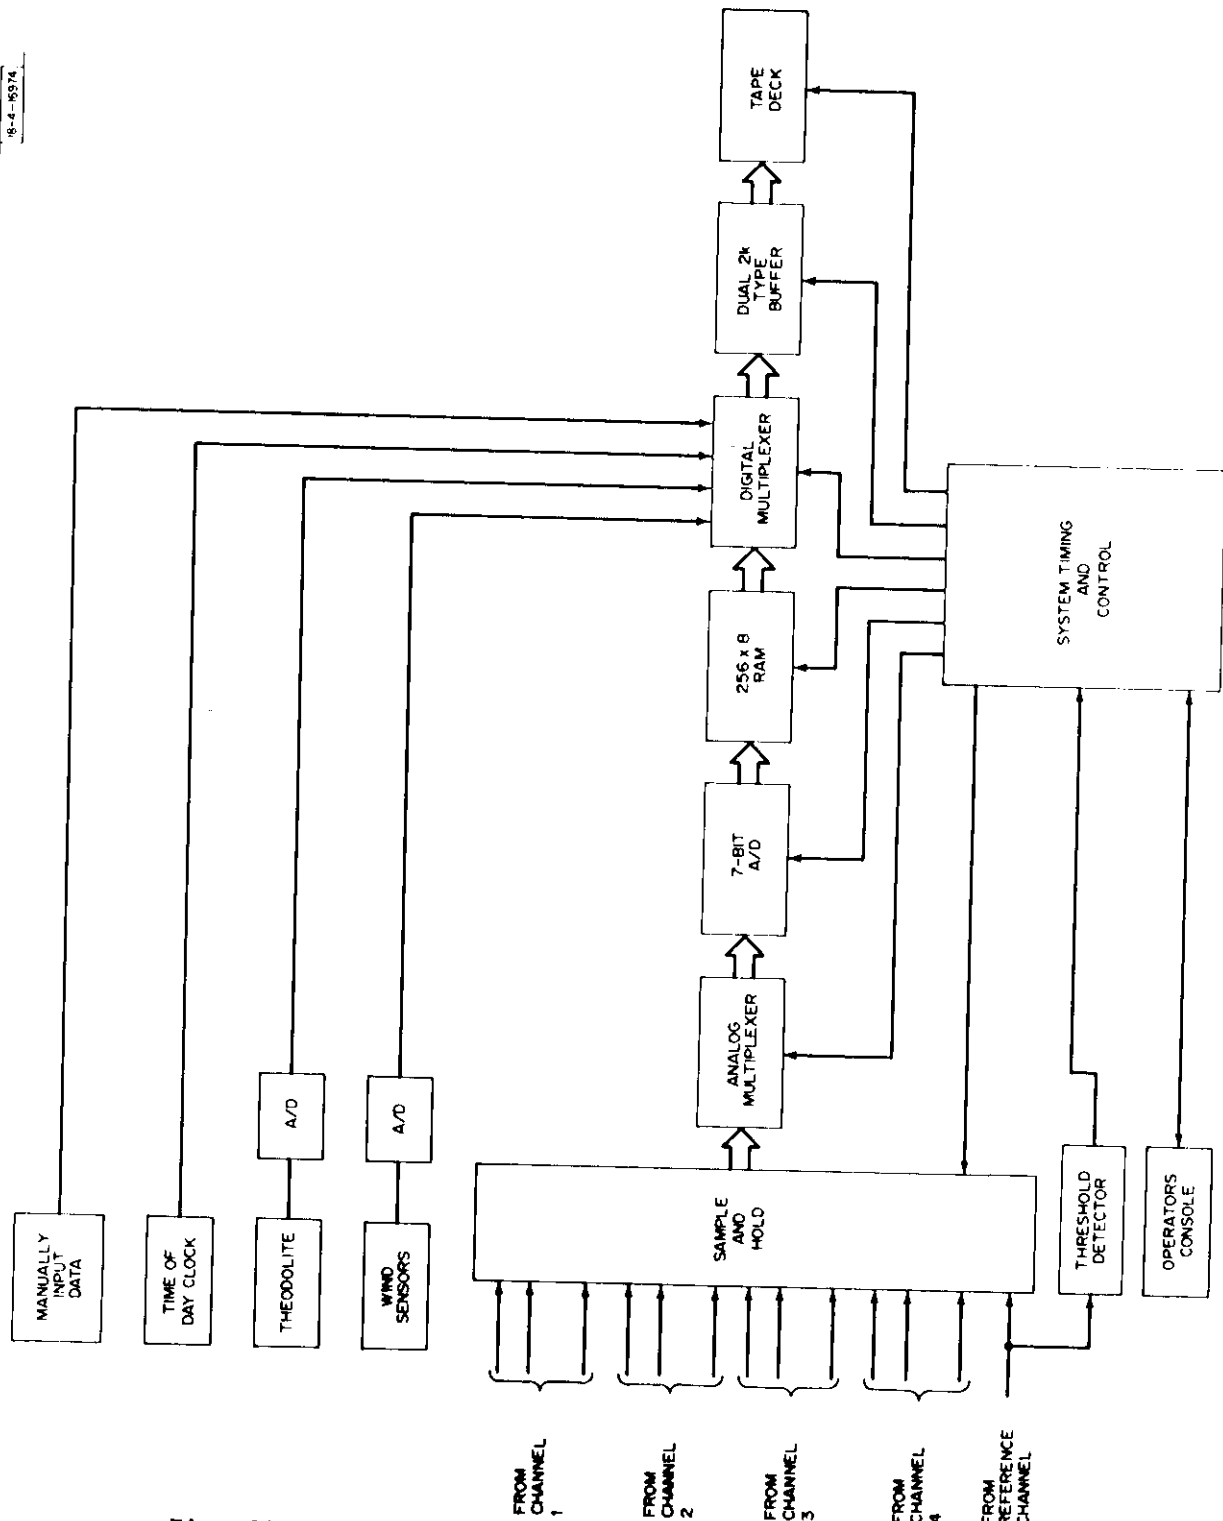 18-4-16974
MANUALLY
INPUT
DATA
TIME OF
DAY CLOCK
THEODOLITE
A/D
WIND
SENSORS
A/D
FROM
CHANNEL
1
FROM
CHANNEL
2
FROM
CHANNEL
3
FROM
CHANNEL
4
FROM
REFERENCE
CHANNEL
SAMPLE
AND
HOLD
ANALOG
MULTIPLEXER
7-BIT
A/D
256 x 8
RAM
DIGITAL
MULTIPLEXER
DUAL 2k
TYPE
BUFFER
TAPE
DECK
SYSTEM TIMING
AND
CONTROL
THRESHOLD
DETECTOR
OPERATORS
CONSOLE